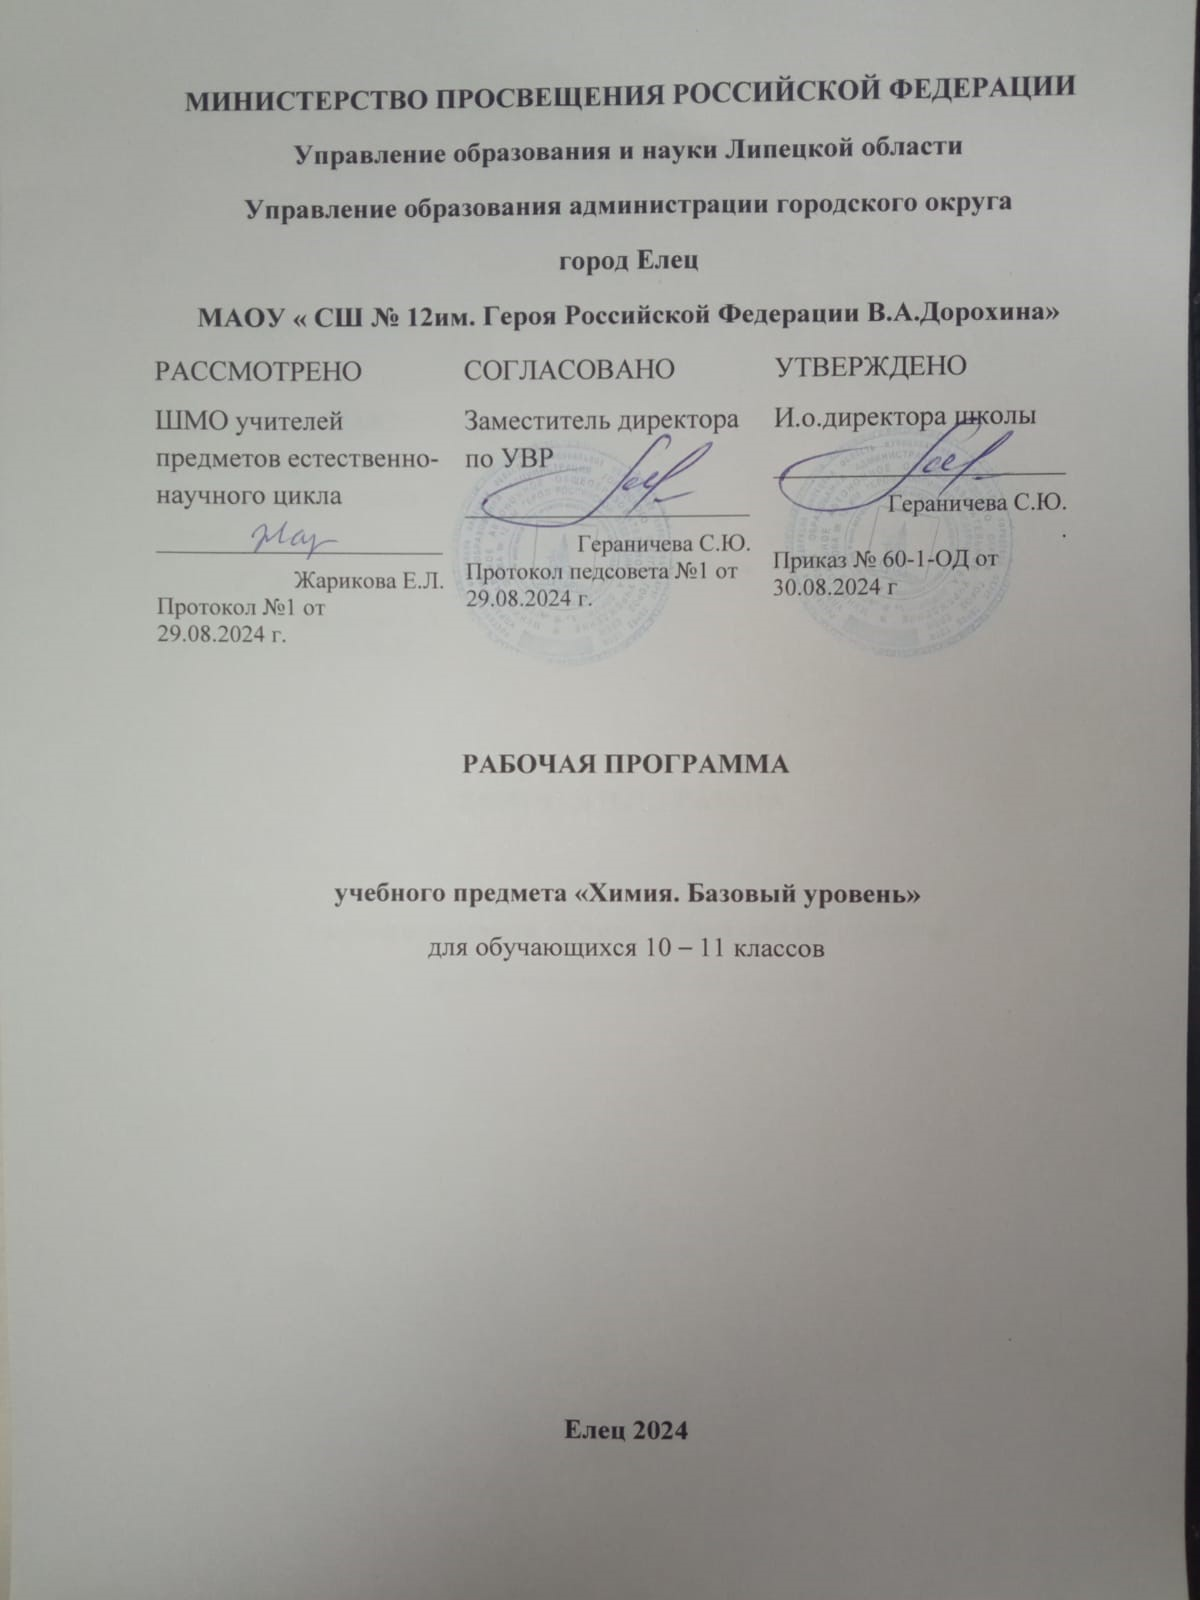 МИНИСТЕРСТВО ПРОСВЕЩЕНИЯ РОССИЙСКОЙ ФЕДЕРАЦИИ
Управление образования и науки Липецкой области
Управление образования администрации городского округа
город Елец
МАОУ « СШ № 12им. Героя Российской Федерации В.А.Дорохина»
РАССМОТРЕНО
ШМО учителей
предметов естественно-
научного цикла
Жарикова Е.Л.
Протокол №1 от
29.08.2024 г.
СОГЛАСОВАНО
Заместитель директора
по УВР
Гераничева С.Ю.
Протокол педсовета №1 от
29.08.2024 г.
УТВЕРЖДЕНО
И.о.директора школы
Гераничева С.Ю.
.
Приказ № 60-1-ОД от
30.08.2024 г
РАБОЧАЯ ПРОГРАММА
учебного предмета «Химия. Базовый уровень»
для обучающихся 10 – 11 классов
Елец 2024